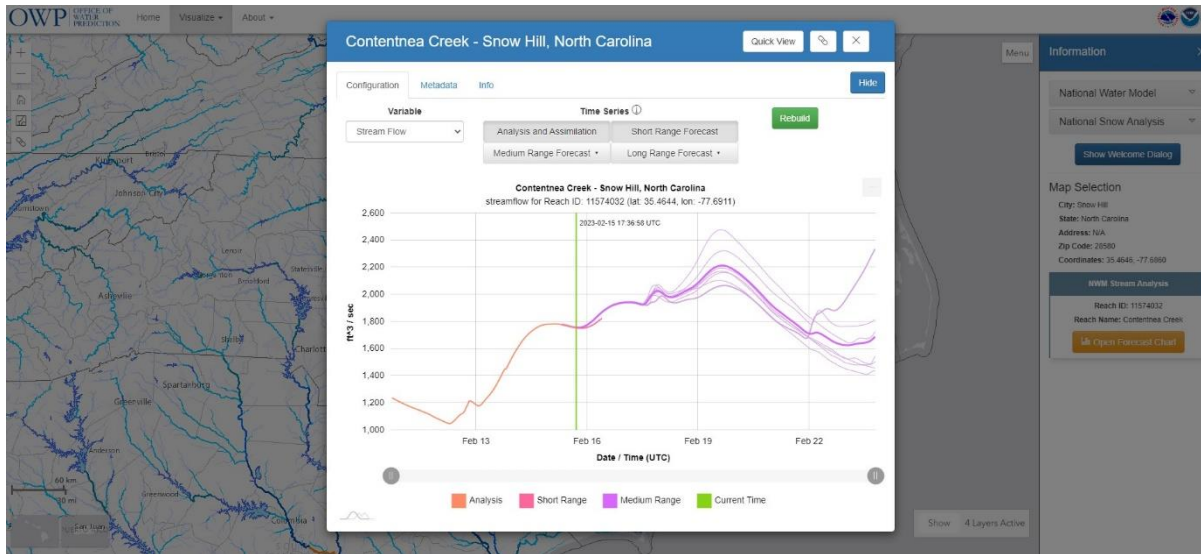 OWP OFFICE OF WATER PREDICTION
Home Visualize About
Contentnea Creek - Snow Hill, North Carolina
Quick View
Configuration Metadata Info
Hide
Variable
Stream Flow
Time Series
Analysis and Assimilation Short Range Forecast
Medium Range Forecast Long Range Forecast
Rebuild
Contentnea Creek - Snow Hill, North Carolina
streamflow for Reach ID: 11574032 (lat: 35.4644, lon: -77.6911)
2023-02-15 17:36:58 UTC
2,600
2,400
2,200
2,000
1,800
1,600
1,400
1,200
1,000
ft^3 / sec
Feb 13 Feb 16 Feb 19 Feb 22
Date / Time (UTC)
Analysis Short Range Medium Range Current Time
Menu
Information
National Water Model
National Snow Analysis
Show Welcome Dialog
Map Selection
City: Snow Hill
State: North Carolina
Address: N/A
Zip Code: 28580
Coordinates: 35.4646, -77.6860
NWM Stream Analysis
Reach ID: 11574032
Reach Name: Contentnea Creek
Open Forecast Chart
Show 4 Layers Active
Bristol
Kingsport
Johnson City
Lenoir
Morganton
Statesville
Asheville
Shelby
Charlott
Spartanburg
Greenville
Anderson
Greenwood
Columbia
60 km
30 mi
San Juan